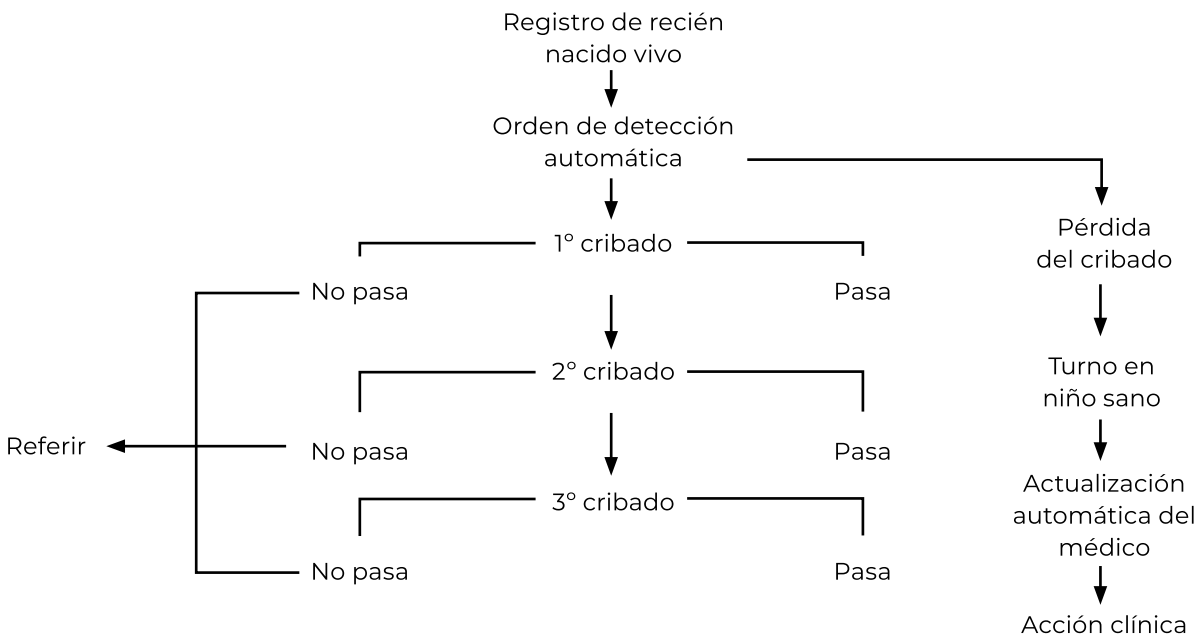 Registro de recién
nacido vivo
Orden de detección
automática
1º cribado
No pasa
Pasa
2º cribado
No pasa
Pasa
3º cribado
No pasa
Pasa
Referir
Pérdida
del cribado
Turno en
niño sano
Actualización
automática del
médico
Acción clínica